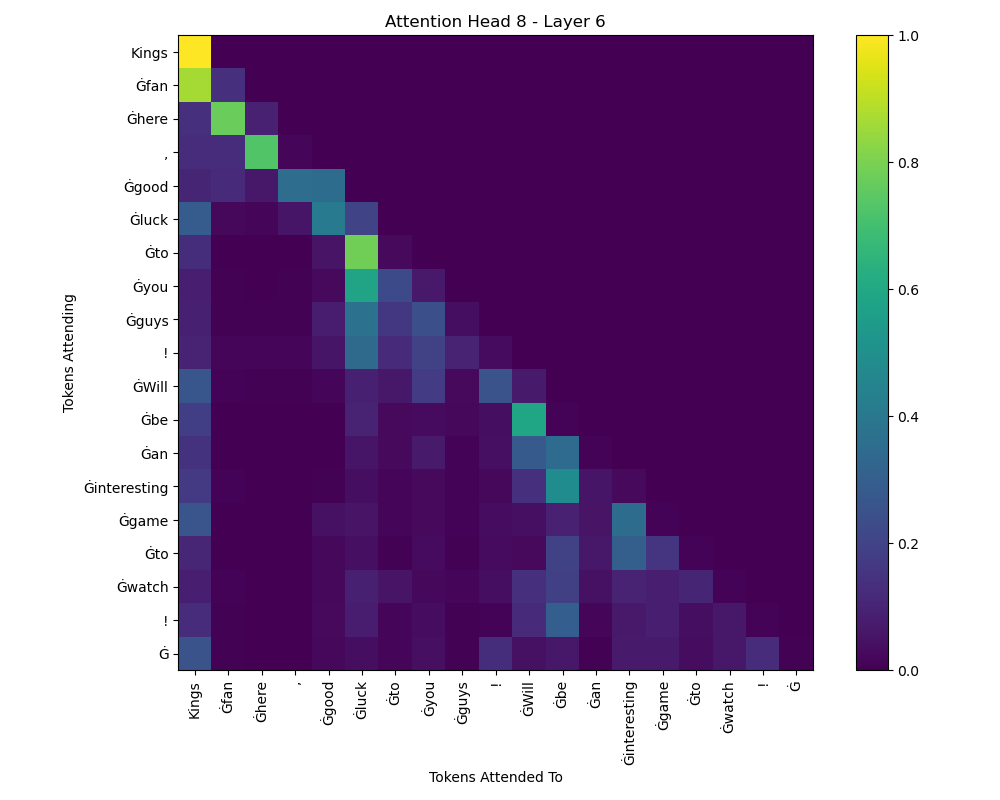 Attention Head 8 - Layer 6
Kings
Ġfan
Ġhere
,
Ġgood
Ġluck
Ġto
Ġyou
Ġguys
!
ĠWill
Ġbe
Ġan
Ġinteresting
Ġgame
Ġto
Ġwatch
!
Ġ
Tokens Attending
Kings
Ġfan
Ġhere
,
Ġgood
Ġluck
Ġto
Ġyou
Ġguys
!
ĠWill
Ġbe
Ġan
Ġinteresting
Ġgame
Ġto
Ġwatch
!
Ġ
Tokens Attended To
1.0
0.8
0.6
0.4
0.2
0.0